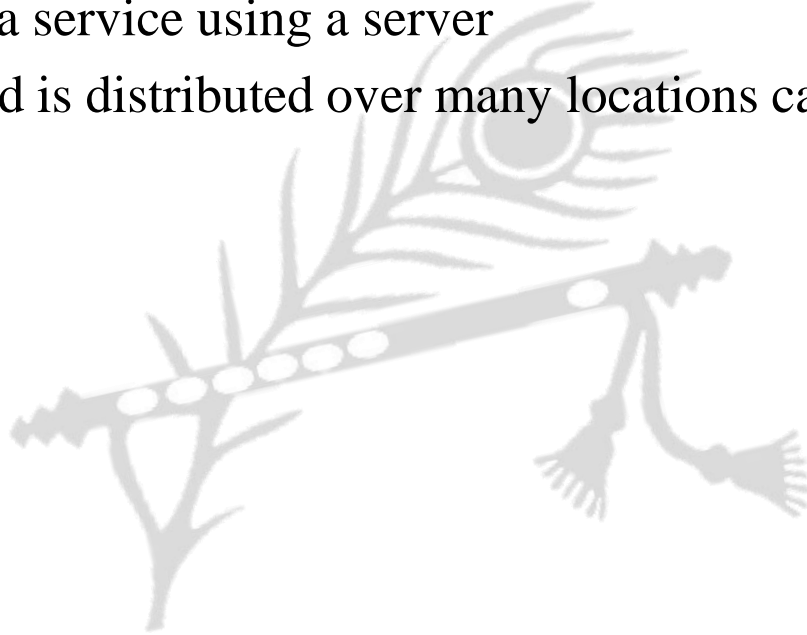 a service using a server
d is distributed over many locations ca